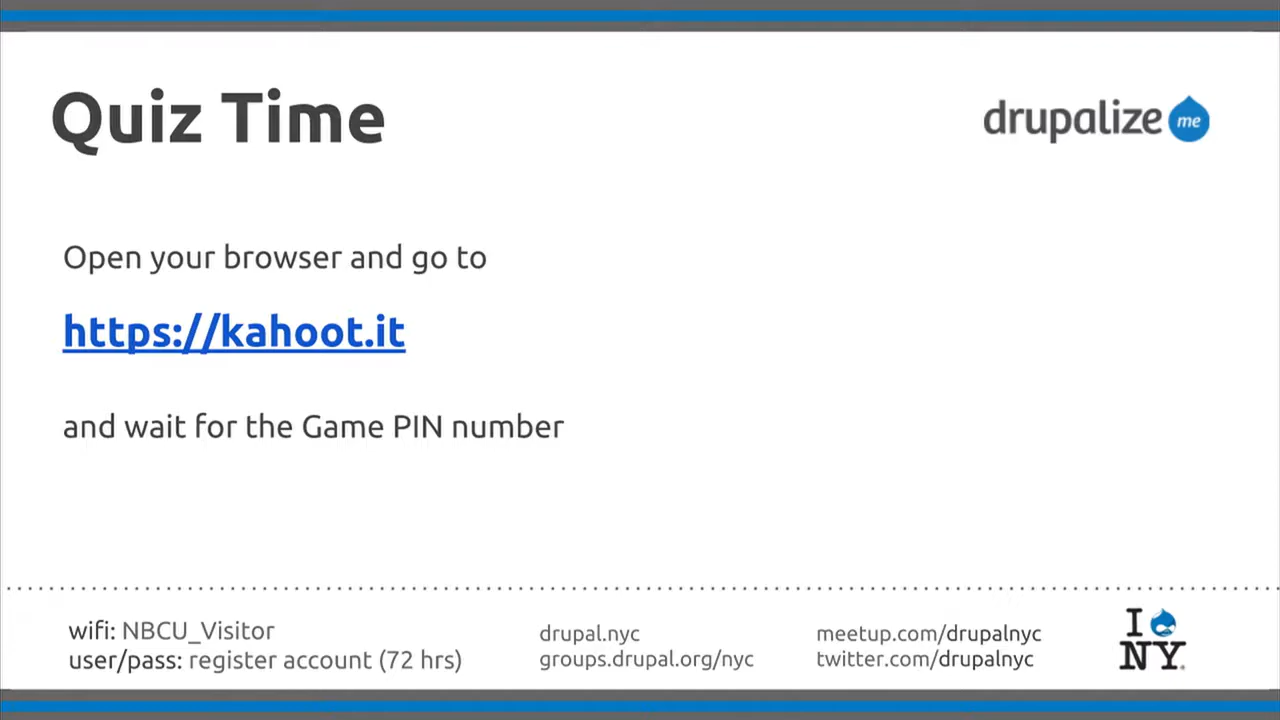 Quiz Time
drupalize me
Open your browser and go to
https://kahoot.it
and wait for the Game PIN number
wifi: NBCU_Visitor
user/pass: register account (72 hrs)
drupal.nyc
groups.drupal.org/nyc
meetup.com/drupalnyc
twitter.com/drupalnyc
I
NY